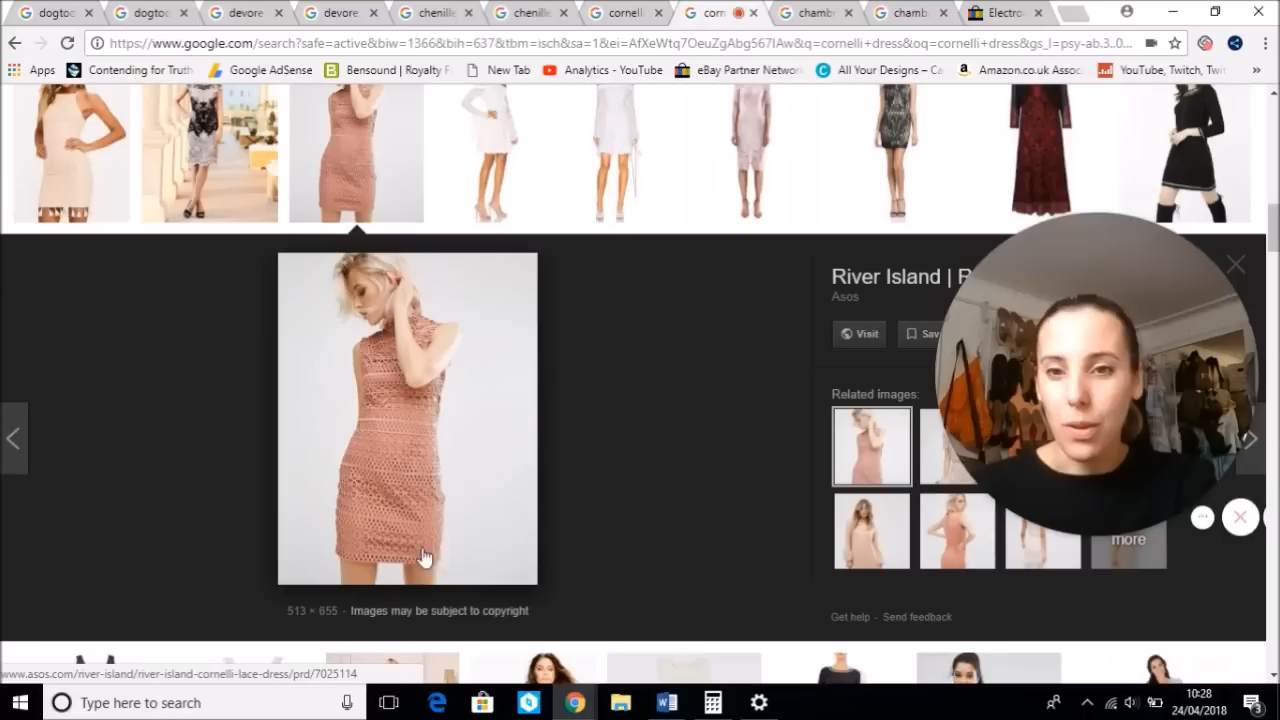 dogtoo
dogtoo
devore
devore
chenille
chenille
cornelli
corn
chamb
chamb
Electro
https://www.google.com/search?safe=active&biw=1366&bih=637&tbm=isch&sa=1&ei=AfXeWtq7OeuZgAbg567IAw&q=cornelli+dress&oq=cornelli+dress&gs_l=psy-ab.3..0...
Apps
Contending for Truth
Google AdSense
Bensound | Royalty F
New Tab
Analytics - YouTube
eBay Partner Networ
All Your Designs – Ca
Amazon.co.uk Assoc
YouTube, Twitch, Twi
»
River Island | R
Asos
Visit
Sav
Related images:
more
513 × 655 - Images may be subject to copyright
Get help - Send feedback
www.asos.com/river-island/river-island-cornelli-lace-dress/prd/7025114
Type here to search
10:28
24/04/2018
3